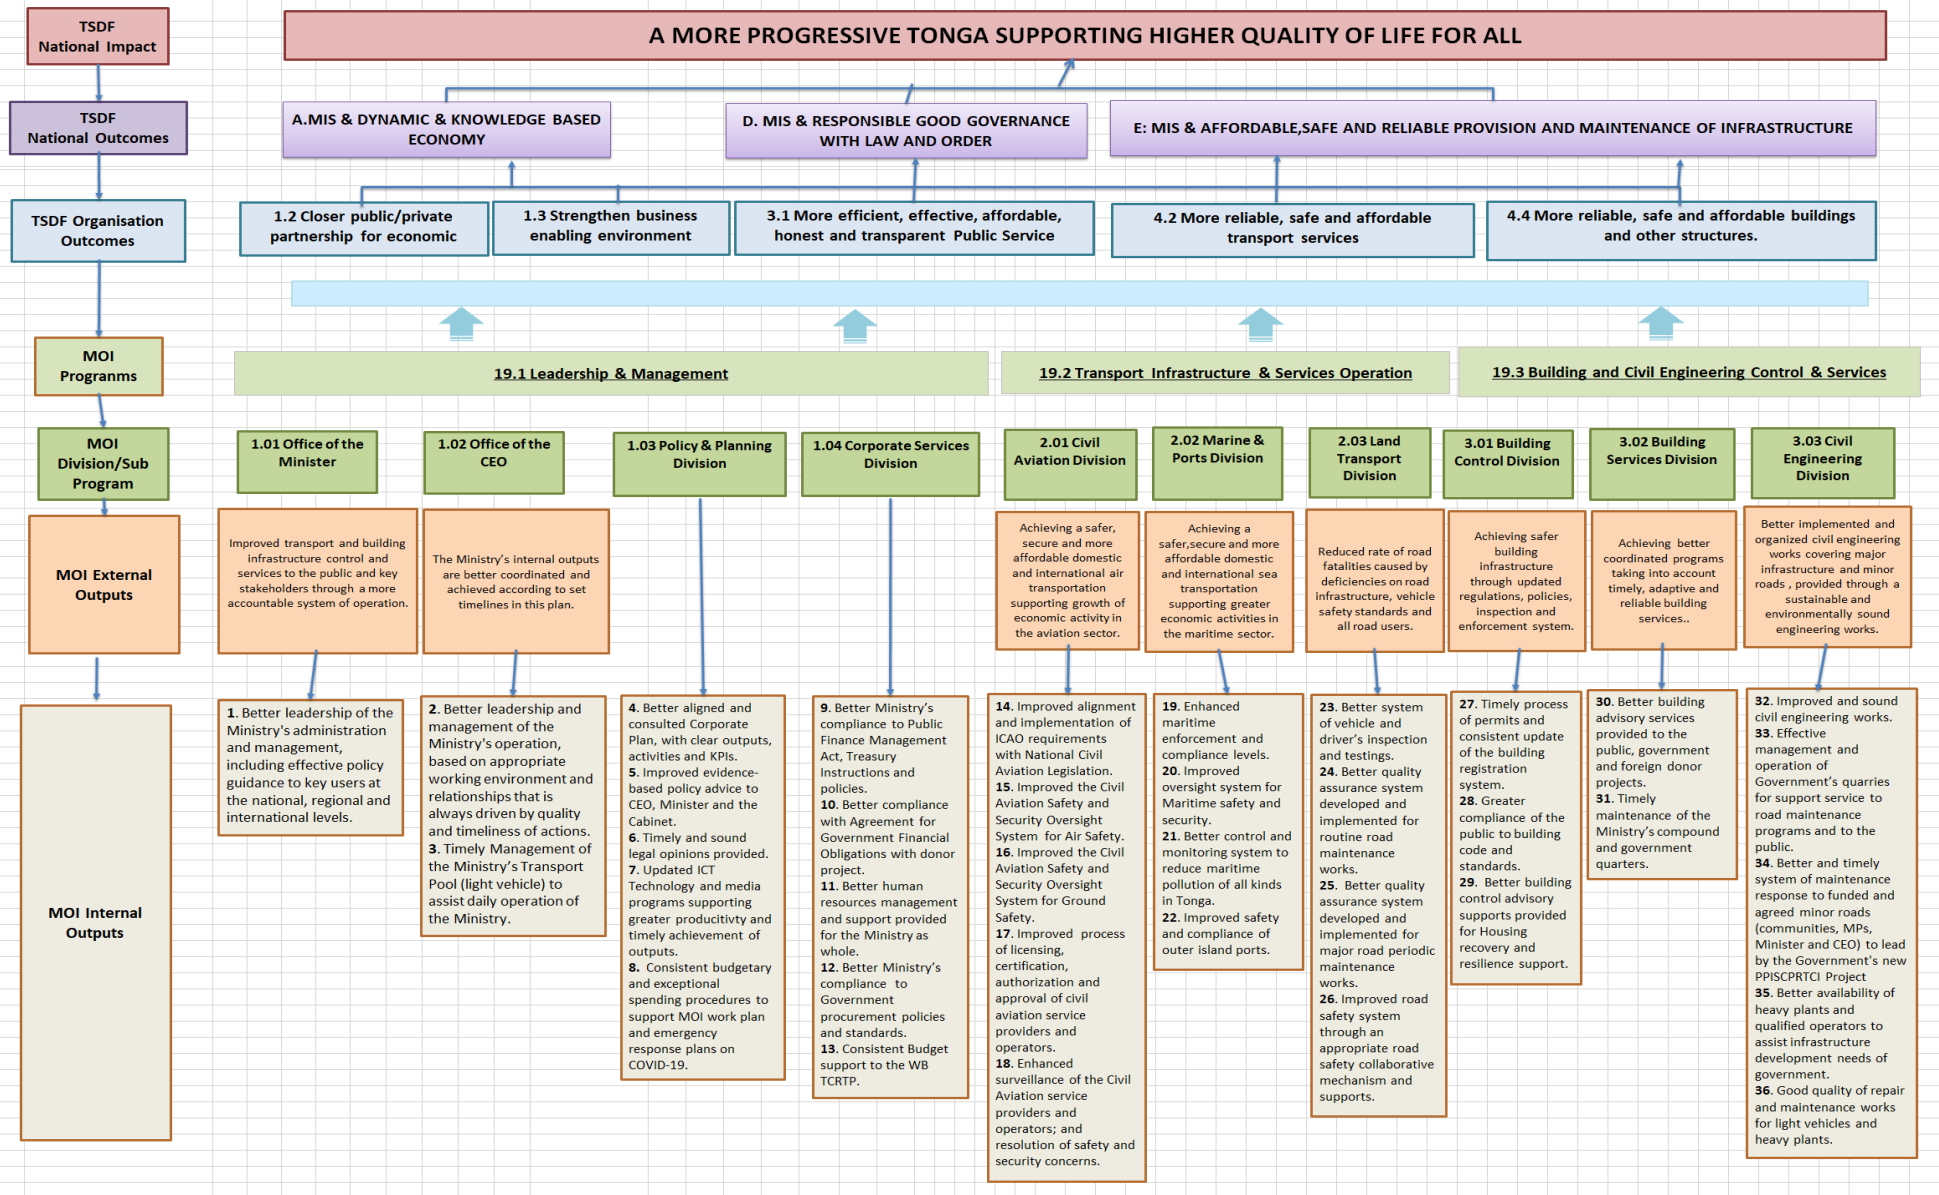 TSDF
National Impact
A MORE PROGRESSIVE TONGA SUPPORTING HIGHER QUALITY OF LIFE FOR ALL
TSDF
National Outcomes
A.MIS & DYNAMIC & KNOWLEDGE BASED
ECONOMY
D. MIS & RESPONSIBLE GOOD GOVERNANCE
WITH LAW AND ORDER
E: MIS & AFFORDABLE,SAFE AND RELIABLE PROVISION AND MAINTENANCE OF INFRASTRUCTURE
TSDF Organisation
Outcomes
1.2 Closer public/private
partnership for economic
1.3 Strengthen business
enabling environment
3.1 More efficient, effective, affordable,
honest and transparent Public Service
4.2 More reliable, safe and affordable
transport services
4.4 More reliable, safe and affordable buildings
and other structures.
MOI
Progranms
19.1 Leadership & Management
19.2 Transport Infrastructure & Services Operation
19.3 Building and Civil Engineering Control & Services
MOI
Division/Sub
Program
1.01 Office of the
Minister
1.02 Office of the
CEO
1.03 Policy & Planning
Division
1.04 Corporate Services
Division
2.01 Civil
Aviation Division
2.02 Marine &
Ports Division
2.03 Land
Transport
Division
3.01 Building
Control Division
3.02 Building
Services Division
3.03 Civil
Engineering
Division
MOI External
Outputs
Improved transport and building
infrastructure control and
services to the public and key
stakeholders through a more
accountable system of operation.
The Ministry's internal outputs
are better coordinated and
achieved according to set
timelines in this plan.
Achieving a safer,
secure and more
affordable domestic
and international air
transportation
supporting growth of
economic activity in
the aviation sector.
Achieving a
safer,secure and more
affordable domestic
and international sea
transportation
supporting greater
economic activities in
the maritime sector.
Reduced rate of road
fatalities caused by
deficiencies on road
infrastructure, vehicle
safety standards and
all road users.
Achieving safer
building
infrastructure
through updated
regulations, policies,
inspection and
enforcement system.
Achieving better
coordinated programs
taking into account
timely, adaptive and
reliable building
services..
Better implemented and
organized civil engineering
works covering major
infrastructure and minor
roads , provided through a
sustainable and
environmentally sound
engineering works.
MOI Internal
Outputs
1. Better leadership of the
Ministry's administration
and management,
including effective policy
guidance to key users at
the national, regional and
international levels.
2. Better leadership and
management of the
Ministry's operation,
based on appropriate
working environment and
relationships that is
always driven by quality
and timeliness of actions.
3. Timely Management of
the Ministry's Transport
Pool (light vehicle) to
assist daily operation of
the Ministry.
4. Better aligned and
consulted Corporate
Plan, with clear outputs,
activities and KPIs.
5. Improved evidence-
based policy advice to
CEO, Minister and the
Cabinet.
6. Timely and sound
legal opinions provided.
7. Updated ICT
Technology and media
programs supporting
greater producitivty and
timely achievement of
outputs.
8. Consistent budgetary
and exceptional
spending procedures to
support MOI work plan
and emergency
response plans on
COVID-19.
9. Better Ministry's
compliance to Public
Finance Management
Act, Treasury
Instructions and
policies.
10. Better compliance
with Agreement for
Government Financial
Obligations with donor
project.
11. Better human
resources management
and support provided
for the Ministry as
whole.
12. Better Ministry's
compliance to
Government
procurement policies
and standards.
13. Consistent Budget
support to the WB
TCRTP.
14. Improved alignment
and implementation of
ICAO requirements
with National Civil
Aviation Legislation.
15. Improved the Civil
Aviation Safety and
Security Oversight
System for Air Safety.
16. Improved the Civil
Aviation Safety and
Security Oversight
System for Ground
Safety.
17. Improved process
of licensing,
certification,
authorization and
approval of civil
aviation service
providers and
operators.
18. Enhanced
surveillance of the Civil
Aviation service
providers and
operators; and
resolution of safety and
security concerns.
19. Enhanced
maritime
enforcement and
compliance levels.
20. Improved
oversight system for
Maritime safety and
security.
21. Better control and
monitoring system to
reduce maritime
pollution of all kinds
in Tonga.
22. Improved safety
and compliance of
outer island ports.
23. Better system
of vehicle and
driver's inspection
and testings.
24. Better quality
assurance system
developed and
implemented for
routine road
maintenance
works.
25. Better quality
assurance system
developed and
implemented for
major road periodic
maintenance
works.
26. Improved road
safety system
through an
appropriate road
safety collaborative
mechanism and
supports.
27. Timely process
of permits and
consistent update
of the building
registration
system.
28. Greater
compliance of the
public to building
code and
standards.
29. Better building
control advisory
supports provided
for Housing
recovery and
resilience support.
30. Better building
advisory services
provided to the
public, government
and foreign donor
projects.
31. Timely
maintenance of the
Ministry's compound
and government
quarters.
32. Improved and sound
civil engineering works.
33. Effective
management and
operation of
Government's quarries
for support service to
road maintenance
programs and to the
public.
34. Better and timely
system of maintenance
response to funded and
agreed minor roads
(communities, MPs,
Minister and CEO) to lead
by the Government's new
PPISCPRTCI Project
35. Better availability of
heavy plants and
qualified operators to
assist infrastructure
development needs of
government.
36. Good quality of repair
and maintenance works
for light vehicles and
heavy plants.